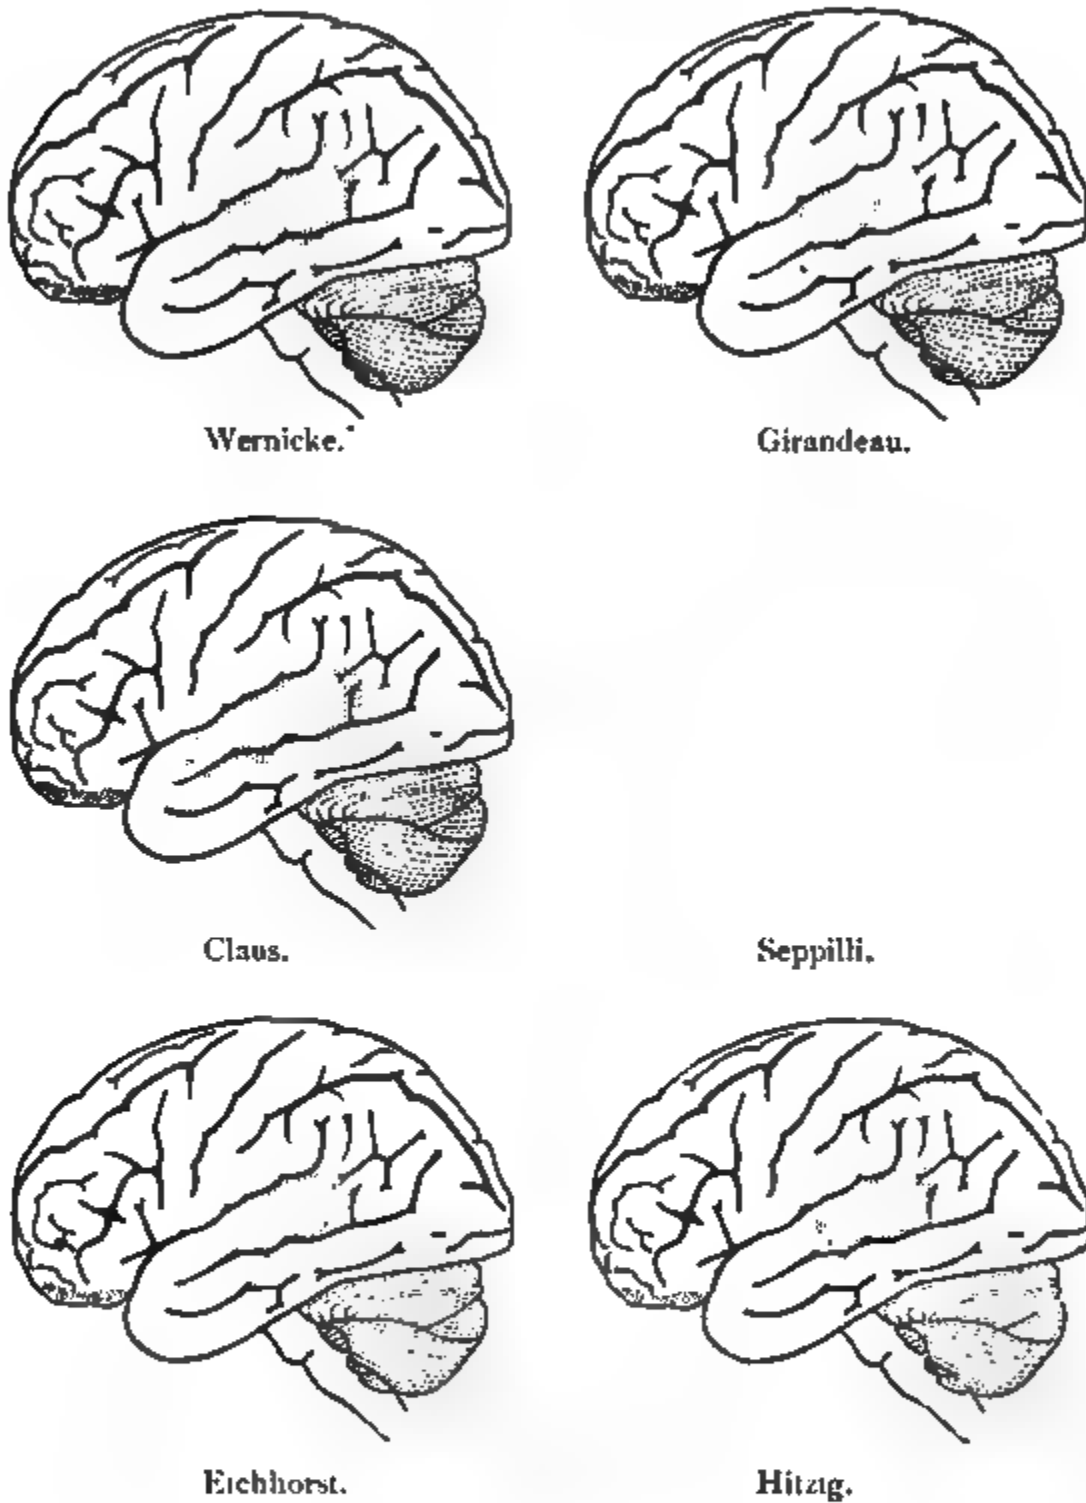 Wernicke.
Girandeau.
Claus.
Seppilli.
Eichhorst.
Hitzig.